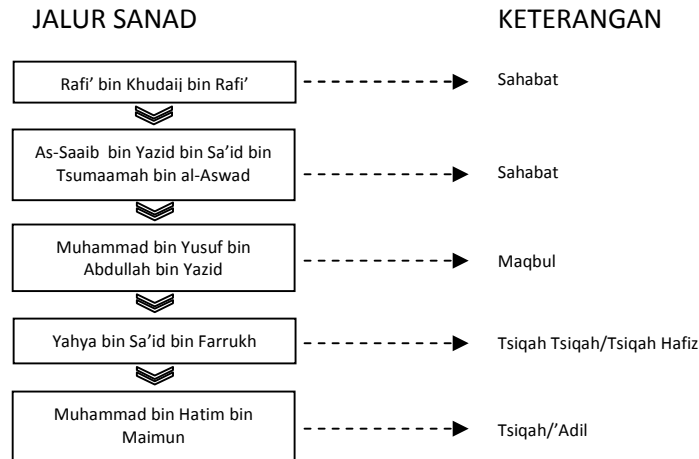 JALUR SANAD KETERANGAN
Rafi’ bin Khudaij bin Rafi’ Sahabat
As-Saaib bin Yazid bin Sa’id bin
Tsumaamah bin al-Aswad
Sahabat
Muhammad bin Yusuf bin
Abdullah bin Yazid
Maqbul
Yahya bin Sa’id bin Farrukh Tsiqah Tsiqah/Tsiqah Hafiz
Muhammad bin Hatim bin
Maimun
Tsiqah/’Adil